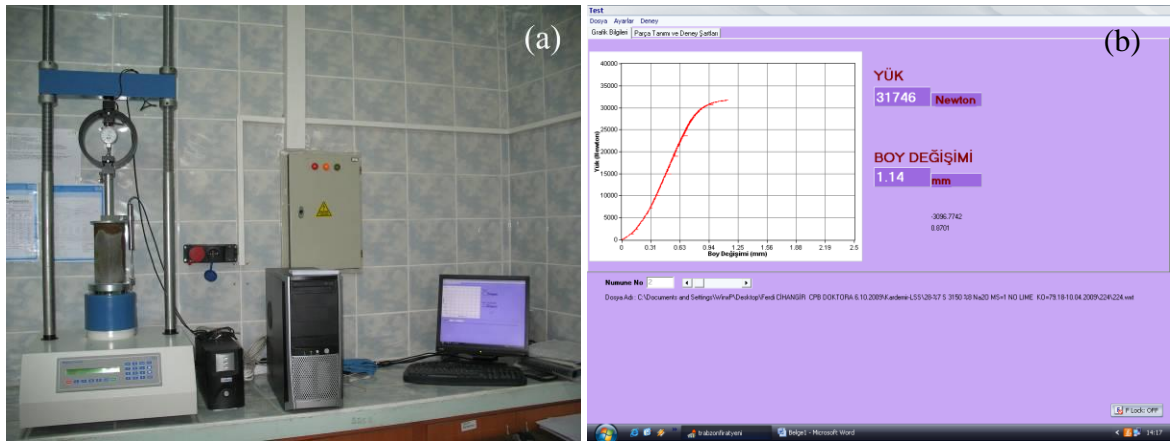 (a)
(b)
Test
Dosya Ayarlar Deney
Grafik Bilgileri Parça Tanımı ve Deney Şartları
40000
35000
30000
25000
20000
15000
10000
5000
0
Yük (Newton)
0 0.31 0.63 0.94 1.25 1.56 1.88 2.19 2.5
Boy Değişimi (mm)
YÜK
31746 Newton
BOY DEĞİŞİMİ
1.14 mm
-3096.7742
0.8701
Numune No 2
Dosya Adı: C:\Documents and Settings\WinxP\Desktop\Ferdi CİHANGİR CPB DOKTORA 6.10.2009\Kardemir-LSS\28-%7 S 3150 %8 Na2O MS=1 NO LIME KO=79.18-10.04.2009\224\224.wet
F Lock: OFF
trabzonfiratyeni Belge1 - Microsoft Word 14:17